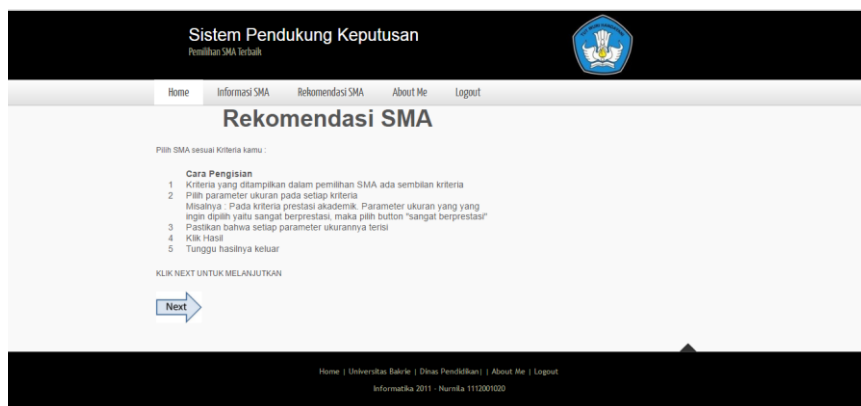 Sistem Pendukung Keputusan
Pemilihan SMA Terbaik
Home Informasi SMA Rekomendasi SMA About Me Logout
Rekomendasi SMA
Pilih SMA sesuai Kriteria kamu :
Cara Pengisian
1 Kriteria yang ditampilkan dalam pemilihan SMA ada sembilan kriteria
2 Pilih parameter ukuran pada setiap kriteria
Misalnya : Pada kriteria prestasi akademik. Parameter ukuran yang yang
ingin dipilih yaitu sangat berprestasi, maka pilih button "sangat berprestasi"
3 Pastikan bahwa setiap parameter ukurannya terisi
4 Klik Hasil
5 Tunggu hasilnya keluar
KLIK NEXT UNTUK MELANJUTKAN
Next
Home | Universitas Bakrie | Dinas Pendidikan| | About Me | Logout
Informatika 2011 - Nurnila 1112001020